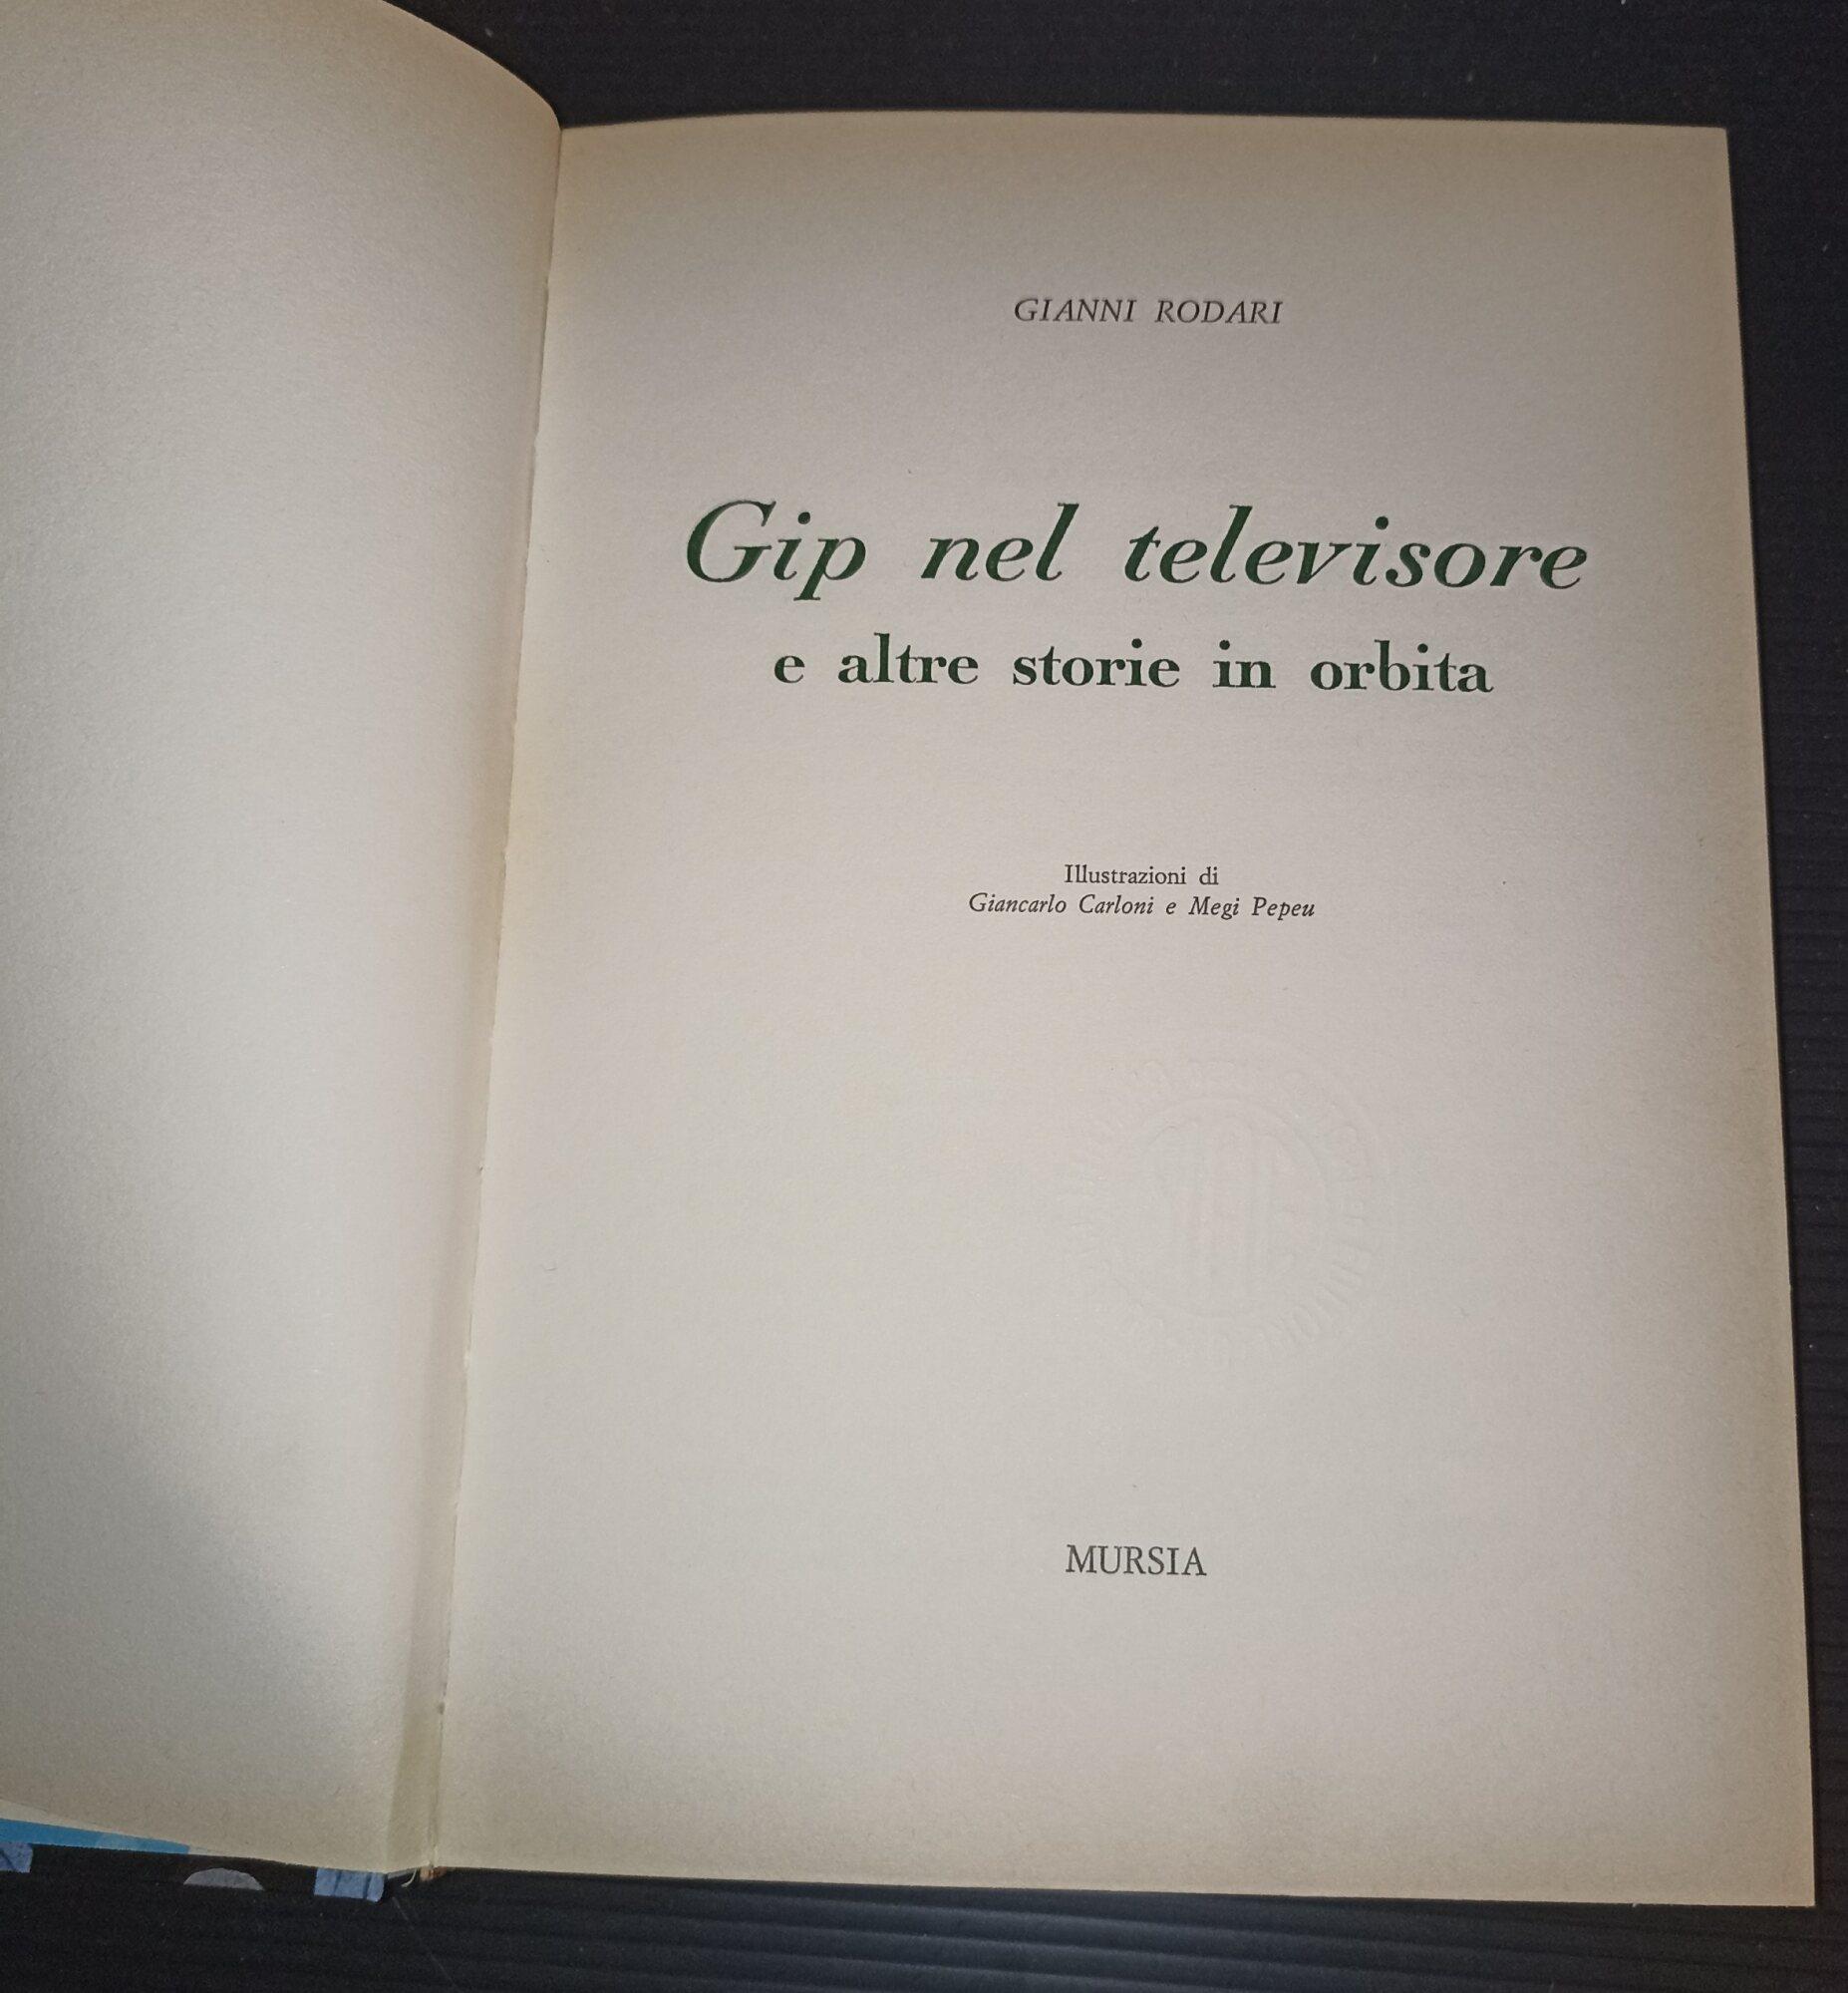 GIANNI RODARI
Gip nel televisore
e altre storie in orbita
Illustrazioni di
Giancarlo Carloni e Megi Pepeu
MURSIA